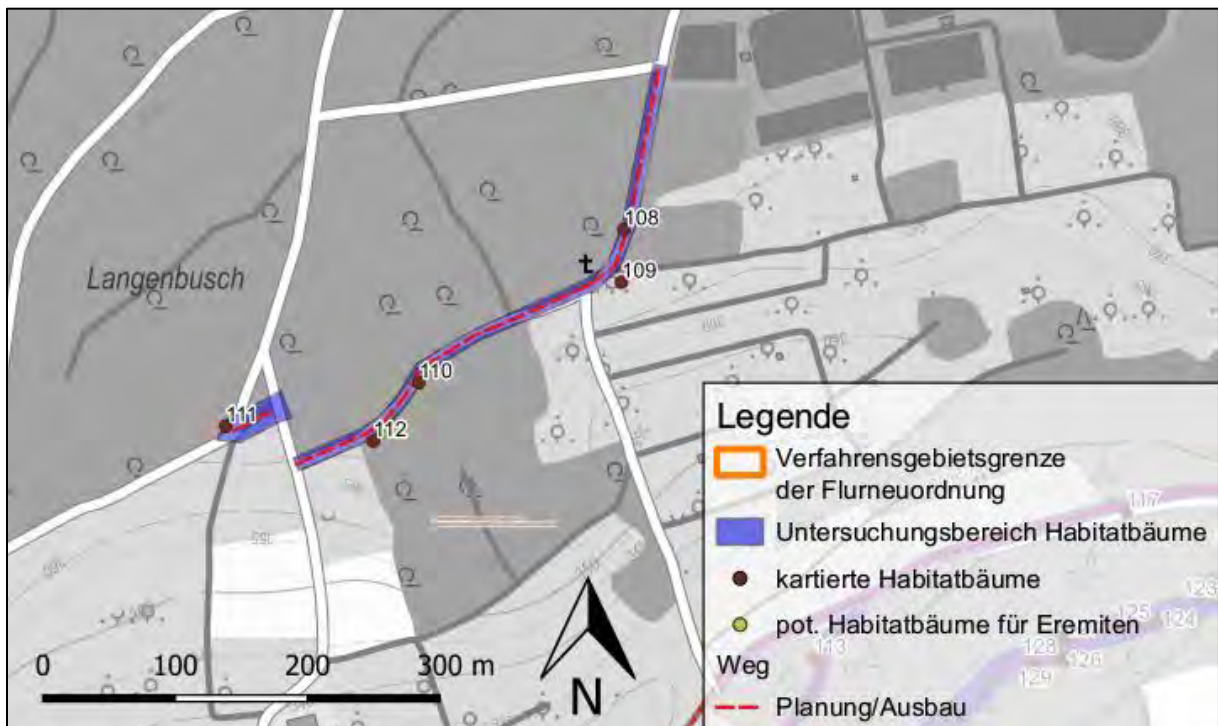 108
t
109
Langenbusch
110
111
112
Legende
Verfahrensgebietsgrenze
der Flurneuordnung
Untersuchungsbereich Habitatbäume
kartierte Habitatbäume
pot. Habitatbäume für Eremiten
Weg
Planung/Ausbau
117
123
125
124
128
126
113
129
0 100 200 300 m
N